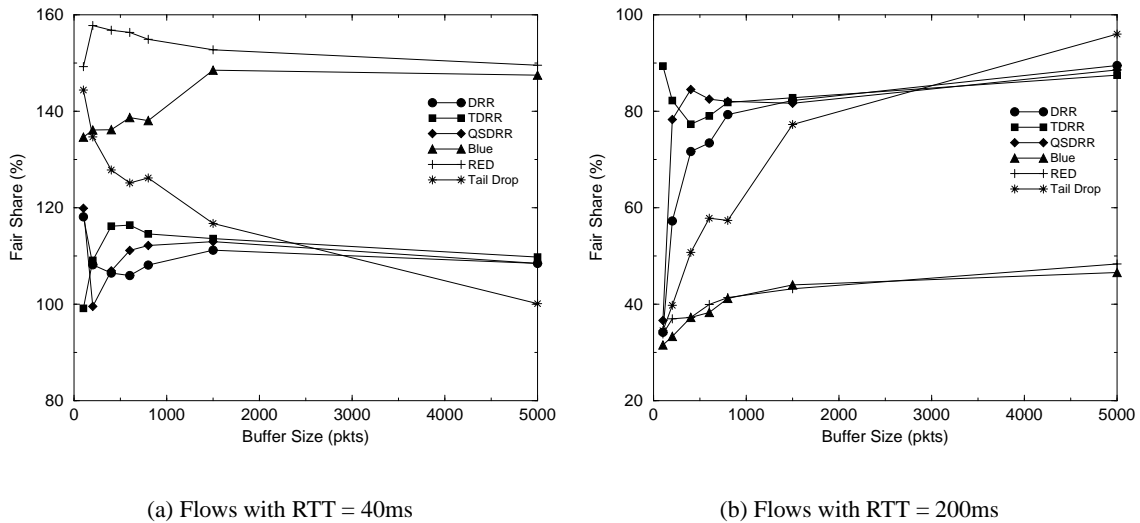 160
140
120
100
80
Fair Share (%)
0 1000 2000 3000 4000 5000
Buffer Size (pkts)
DRR
TDRR
QSDRR
Blue
RED
Tail Drop
(a) Flows with RTT = 40ms
100
80
60
40
20
Fair Share (%)
0 1000 2000 3000 4000 5000
Buffer Size (pkts)
DRR
TDRR
QSDRR
Blue
RED
Tail Drop
(b) Flows with RTT = 200ms